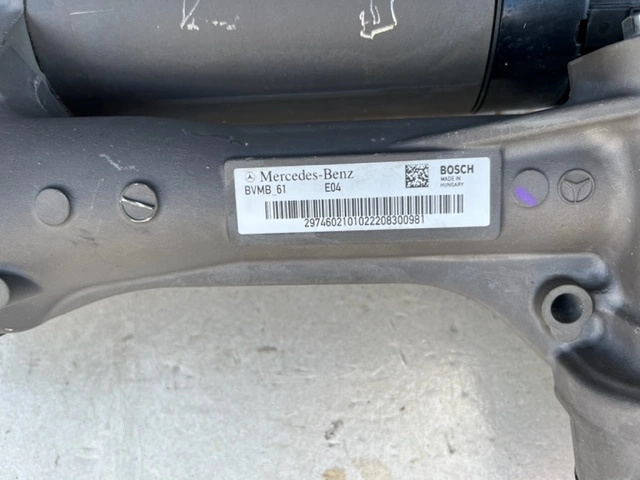 Mercedes-Benz
BVMB_61 E04
BOSCH
MADE IN
HUNGARY
2974602101022208300981